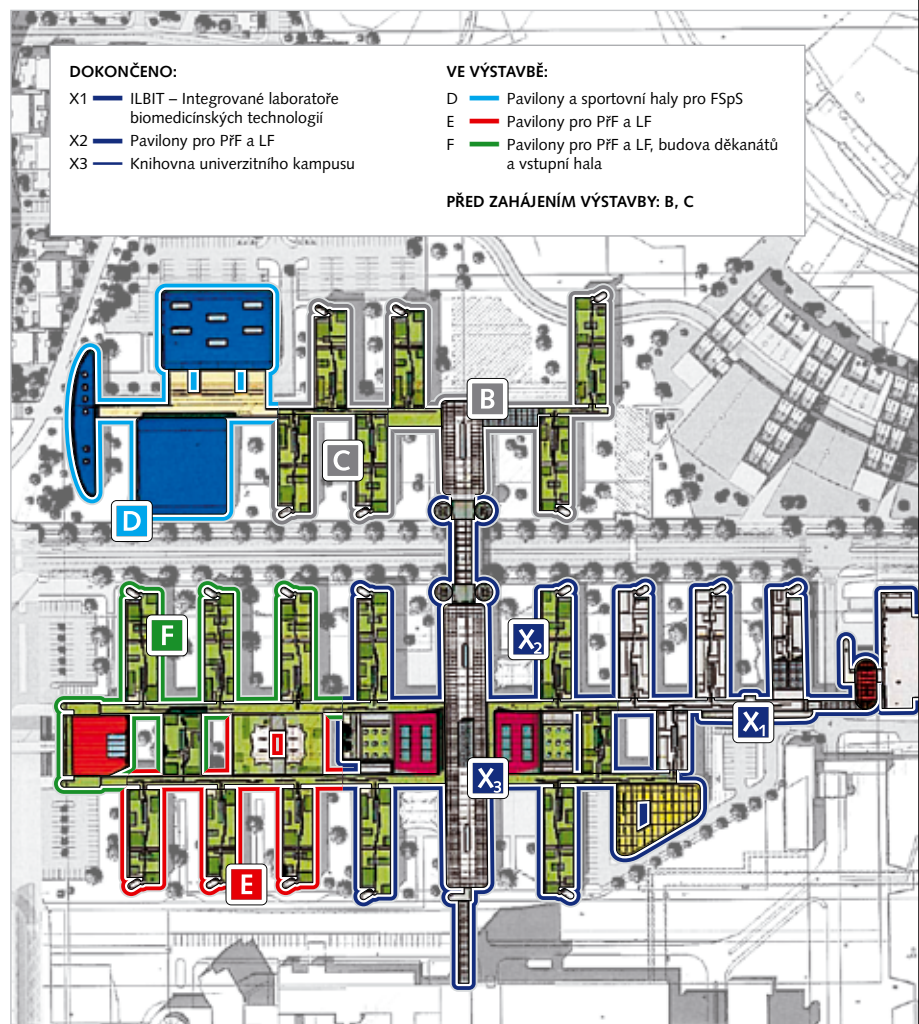 DOKONČENO:
X1 ILBIT – Integrované laboratoře
biomedicínských technologií
X2 Pavilony pro PřF a LF
X3 Knihovna univerzitního kampusu
VE VÝSTAVBĚ:
D Pavilony a sportovní haly pro FSpS
E Pavilony pro PřF a LF
F Pavilony pro PřF a LF, budova děkanátů
a vstupní hala
PŘED ZAHÁJENÍM VÝSTAVBY: B, C
B
C
D
F
X2
X1
X3
E